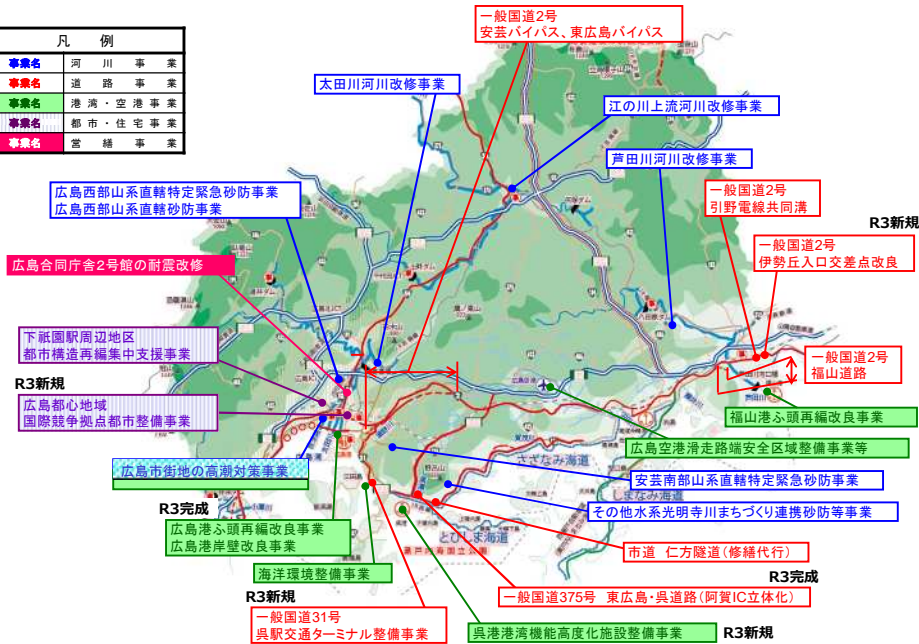 凡 例
事業名 河川事業
事業名 道路事業
事業名 港湾・空港事業
事業名 都市・住宅事業
事業名 営繕事業
一般国道2号
安芸バイパス、東広島バイパス
太田川河川改修事業
江の川上流河川改修事業
芦田川河川改修事業
広島西部山系直轄特定緊急砂防事業
広島西部山系直轄砂防事業
一般国道2号
引野電線共同溝
R3新規
一般国道2号
伊勢丘入口交差点改良
広島合同庁舎2号館の耐震改修
下祇園駅周辺地区
都市構造再編集中支援事業
一般国道2号
福山道路
R3新規
広島都心地域
国際競争拠点都市整備事業
福山港ふ頭再編改良事業
広島空港
広島空港滑走路端安全区域整備事業等
広島市街地の高潮対策事業
さざなみ海道
安芸南部山系直轄特定緊急砂防事業
しまなみ海道
その他水系光明寺川まちづくり連携砂防等事業
R3完成
広島港ふ頭再編改良事業
広島港岸壁改良事業
とびしま海道
瀬戸内海国立公園
市道 仁方隧道(修繕代行)
海洋環境整備事業
R3完成
一般国道375号 東広島・呉道路(阿賀IC立体化)
R3新規
一般国道31号
呉駅交通ターミナル整備事業
呉港港湾機能高度化施設整備事業
R3新規